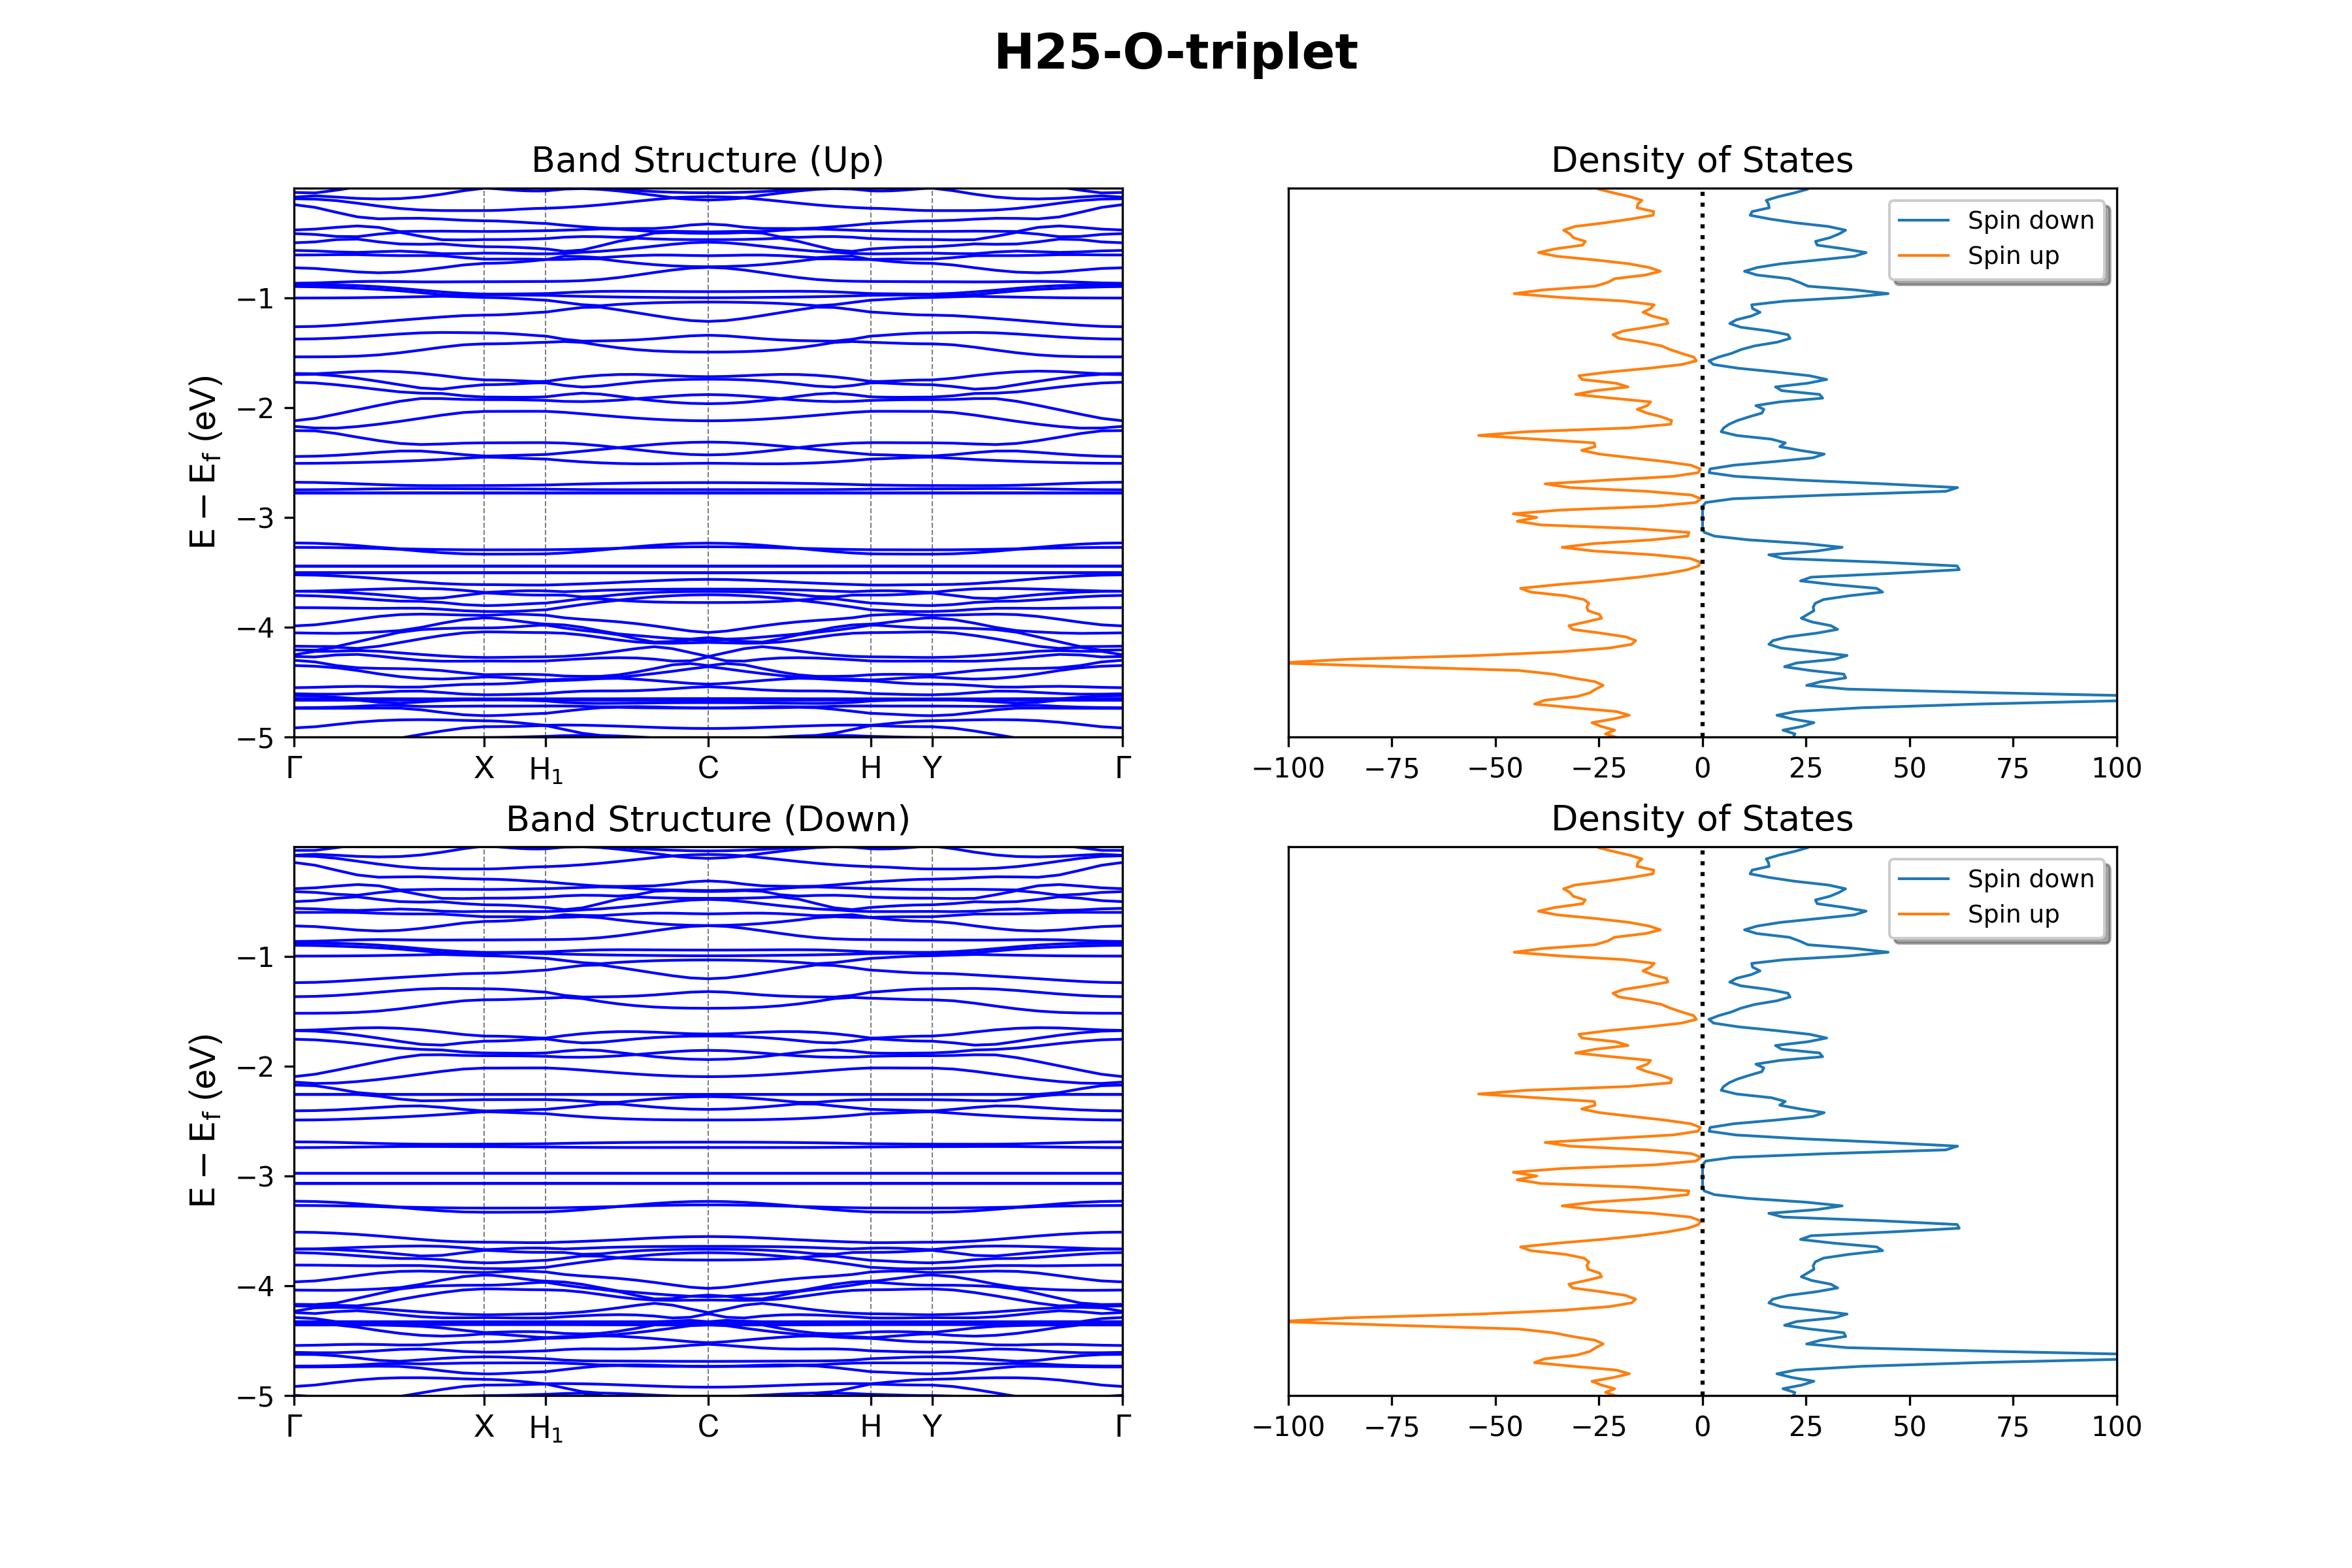 H25-O-triplet
Band Structure (Up)
E − E_f (eV)
−1
−2
−3
−4
−5
Γ X H₁ C H Y Γ
Density of States
Spin down
Spin up
−100 −75 −50 −25 0 25 50 75 100
Band Structure (Down)
E − E_f (eV)
−1
−2
−3
−4
−5
Γ X H₁ C H Y Γ
Density of States
Spin down
Spin up
−100 −75 −50 −25 0 25 50 75 100